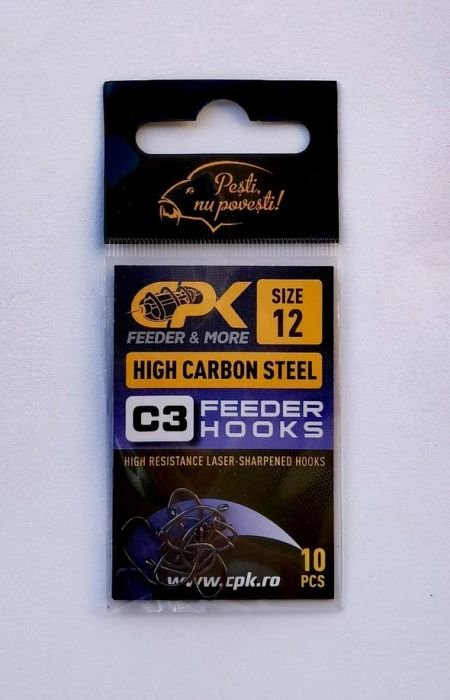 Pești,
nu povești!
CPK
FEEDER & MORE
SIZE
12
HIGH CARBON STEEL
C3
FEEDER
HOOKS
HIGH RESISTANCE LASER-SHARPENED HOOKS
10
PCS
www.cpk.ro